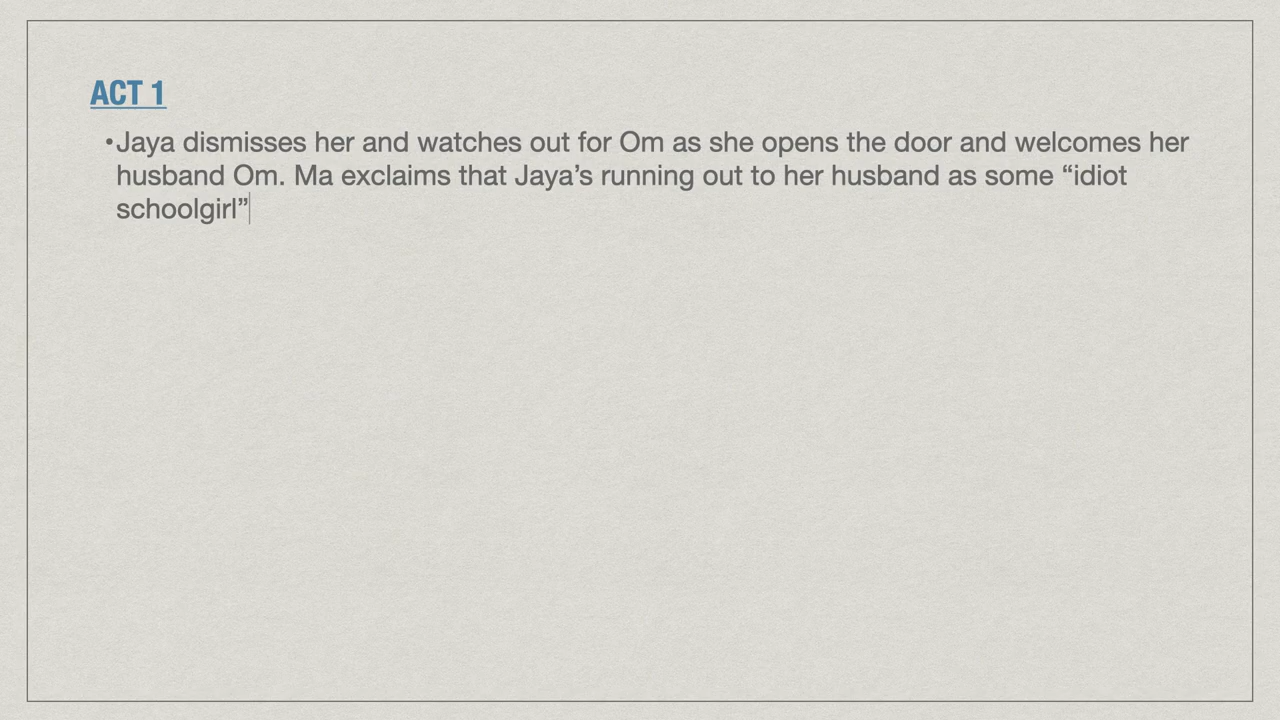 ACT 1
•Jaya dismisses her and watches out for Om as she opens the door and welcomes her
husband Om. Ma exclaims that Jaya’s running out to her husband as some “idiot
schoolgirl”